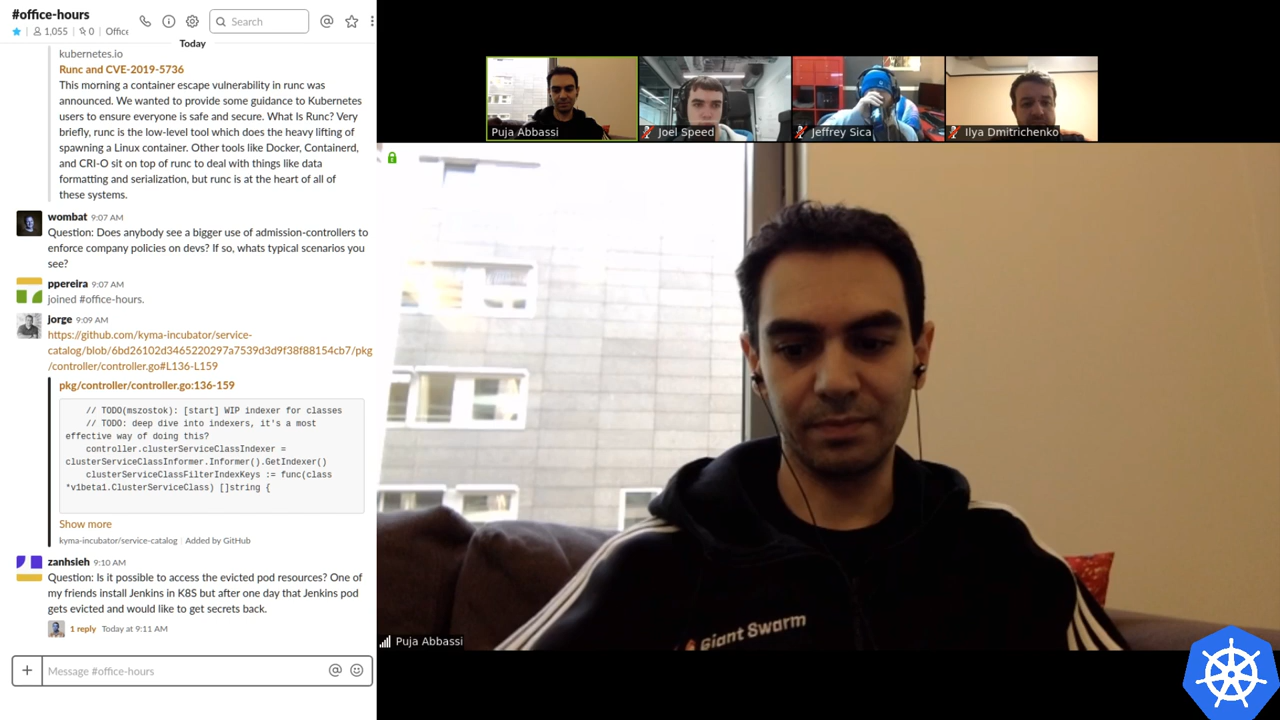 #office-hours
1,055
0
Office
Search
Today
kubernetes.io
Runc and CVE-2019-5736
This morning a container escape vulnerability in runc was
announced. We wanted to provide some guidance to Kubernetes
users to ensure everyone is safe and secure. What Is Runc? Very
briefly, runc is the low-level tool which does the heavy lifting of
spawning a Linux container. Other tools like Docker, Containerd,
and CRI-O sit on top of runc to deal with things like data
formatting and serialization, but runc is at the heart of all of
these systems.
wombat 9:07 AM
Question: Does anybody see a bigger use of admission-controllers to
enforce company policies on devs? If so, whats typical scenarios you
see?
ppereira 9:07 AM
joined #office-hours.
jorge 9:09 AM
https://github.com/kyma-incubator/service-
catalog/blob/6bd26102d3465220297a7539d3d9f38f88154cb7/pkg
/controller/controller.go#L136-L159
pkg/controller/controller.go:136-159
// TODO(mszostok): [start] WIP indexer for classes
// TODO: deep dive into indexers, it's a most
effective way of doing this?
controller.clusterServiceClassIndexer =
clusterServiceClassInformer.Informer().GetIndexer()
clusterServiceClassFilterIndexKeys := func(class
*v1beta1.ClusterServiceClass) []string {
Show more
kyma-incubator/service-catalog | Added by GitHub
zanhsieh 9:10 AM
Question: Is it possible to access the evicted pod resources? One of
my friends install Jenkins in K8S but after one day that Jenkins pod
gets evicted and would like to get secrets back.
1 reply Today at 9:11 AM
Message #office-hours
Puja Abbassi
Joel Speed
Jeffrey Sica
Ilya Dmitrichenko
Giant Swarm
Puja Abbassi